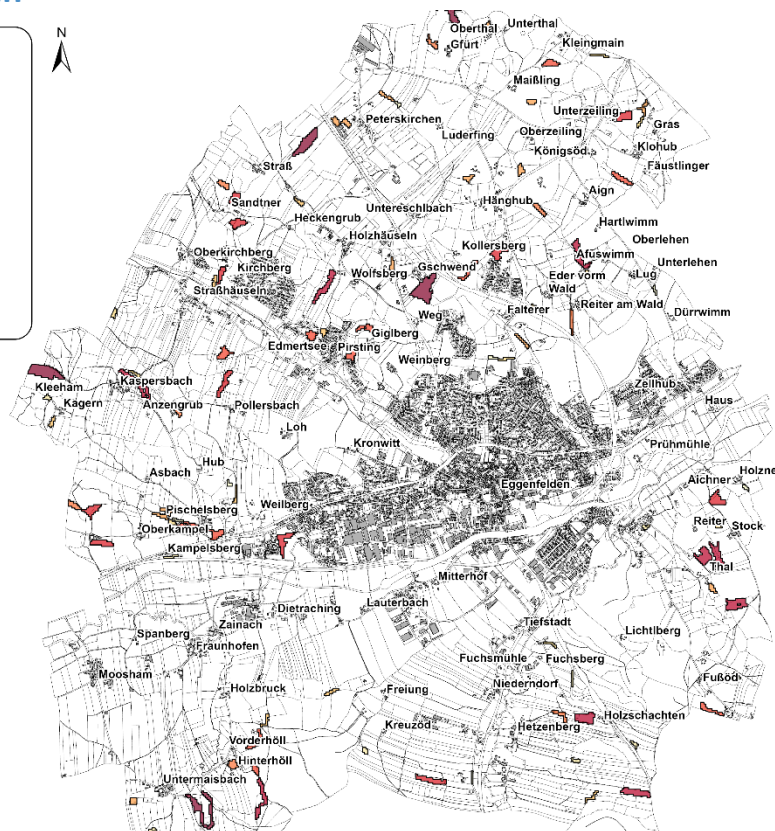 N
Oberthal
Unterthal
Gfürt
Kleingmain
Maißling
Unterzeiling
Peterskirchen
Gras
Luderfing
Oberzeiling
Klohub
Königsöd
Fäustlinger
Straß
Aign
Sandtner
Hänghub
Untereschlbach
Heckengrub
Hartlwimm
Holzhäuseln
Oberlehen
Kollersberg
Afuswimm
Oberkirchberg
Unterlehen
Kirchberg
Wolfsberg
Gschwend
Eder vorm
Wald
Lug
Straßhäuseln
Reiter am Wald
Falterer
Weg
Dürrwimm
Giglberg
Edmertsee
Pirsting
Weinberg
Kleeham
Kaspersbach
Zellhub
Kagern
Anzengrub
Pollersbach
Haus
Loh
Kronwitt
Prühmühle
Hub
Asbach
Eggenfelden
Aichner
Holzne
Weilberg
Pischelsberg
Oberkampel
Reiter
Stock
Kampelsberg
Thal
Mitterhof
Lauterbach
Dietraching
Zainach
Tiefstadt
Spanberg
Lichtlberg
Fraunhofen
Fuchsmühle
Fuchsberg
Moosham
Fußöd
Niederndorf
Holzbruck
Freiung
Holzschachten
Kreuzöd
Hetzenberg
Vorderhöll
Hinterhöll
Untermaisbach